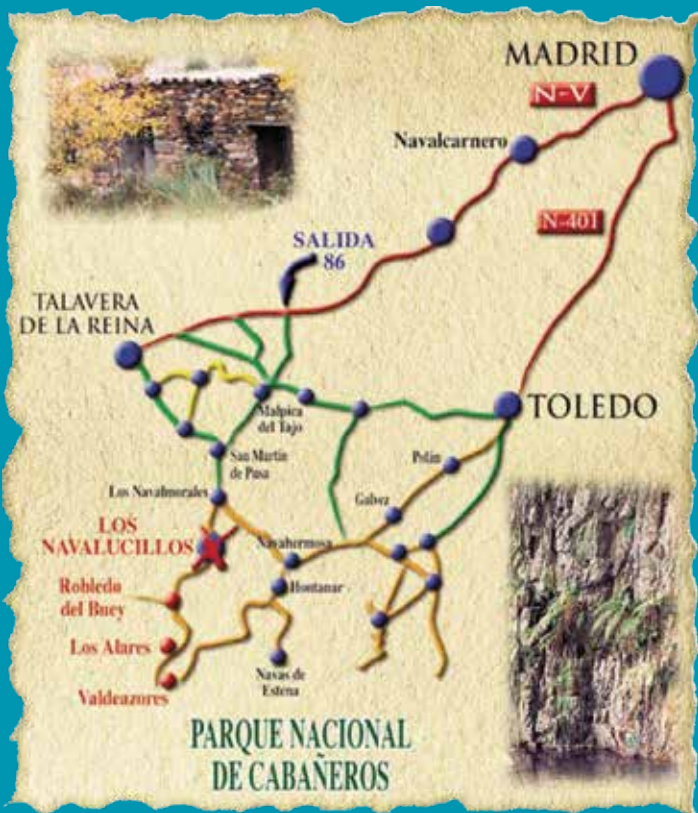 MADRID
N-V
Navalcarnero
N-401
SALIDA
86
TALAVERA
DE LA REINA
TOLEDO
Malpica
del Tajo
San Martín
de Pusa
Polán
Los Navalmorales
Galvez
LOS
NAVALUCILLOS
Navahermosa
Robledo
del Buey
Hontanar
Los Alares
Navas de
Estena
Valdeazores
PARQUE NACIONAL
DE CABAÑEROS